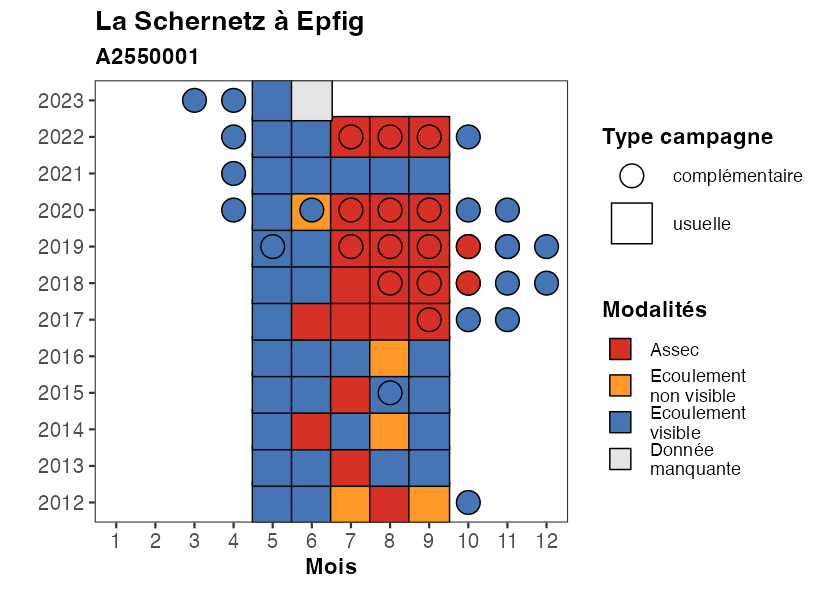 La Schernetz à Epfig
A2550001
2023
2022
2021
2020
2019
2018
2017
2016
2015
2014
2013
2012
1 2 3 4 5 6 7 8 9 10 11 12
Mois
Type campagne
complémentaire
usuelle
Modalités
Assec
Ecoulement
non visible
Ecoulement
visible
Donnée
manquante